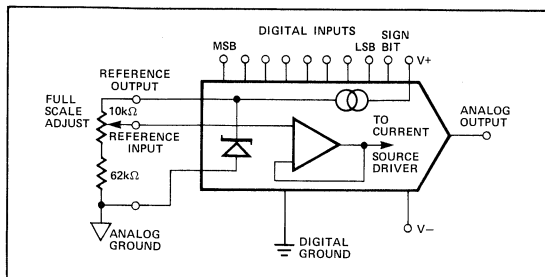 DIGITAL INPUTS
MSB
LSB
SIGN
BIT
V+
REFERENCE
OUTPUT
FULL
SCALE
ADJUST
10kΩ
REFERENCE
INPUT
62kΩ
TO
CURRENT
SOURCE
DRIVER
ANALOG
OUTPUT
ANALOG
GROUND
DIGITAL
GROUND
V−